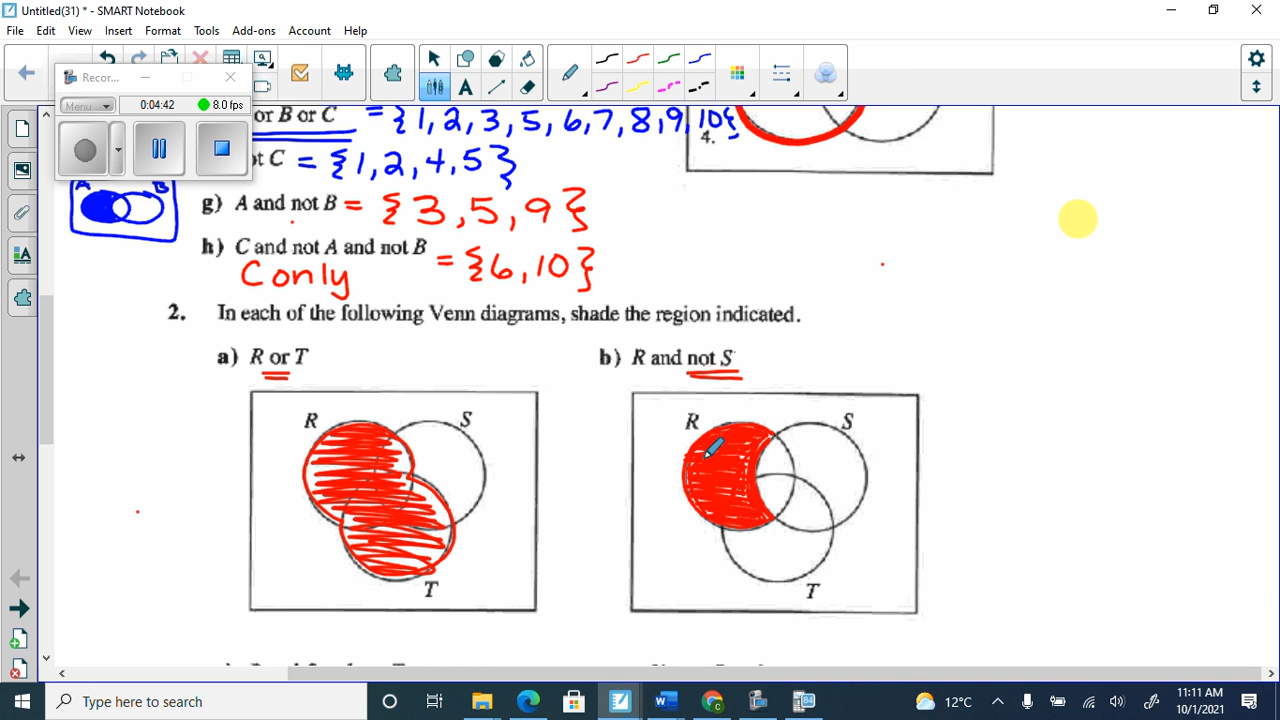 Untitled(31) * - SMART Notebook
File Edit View Insert Format Tools Add-ons Account Help
Recor...
Menu 0:04:42 8.0 fps
or B or C = {1, 2, 3, 5, 6, 7, 8, 9, 10}
4.
C = {1, 2, 4, 5}
A B
g) A and not B = {3, 5, 9}
h) C and not A and not B = {6, 10}
C only
2. In each of the following Venn diagrams, shade the region indicated.
a) R or T b) R and not S
R S R S
T T
Type here to search
12°C
11:11 AM
10/1/2021